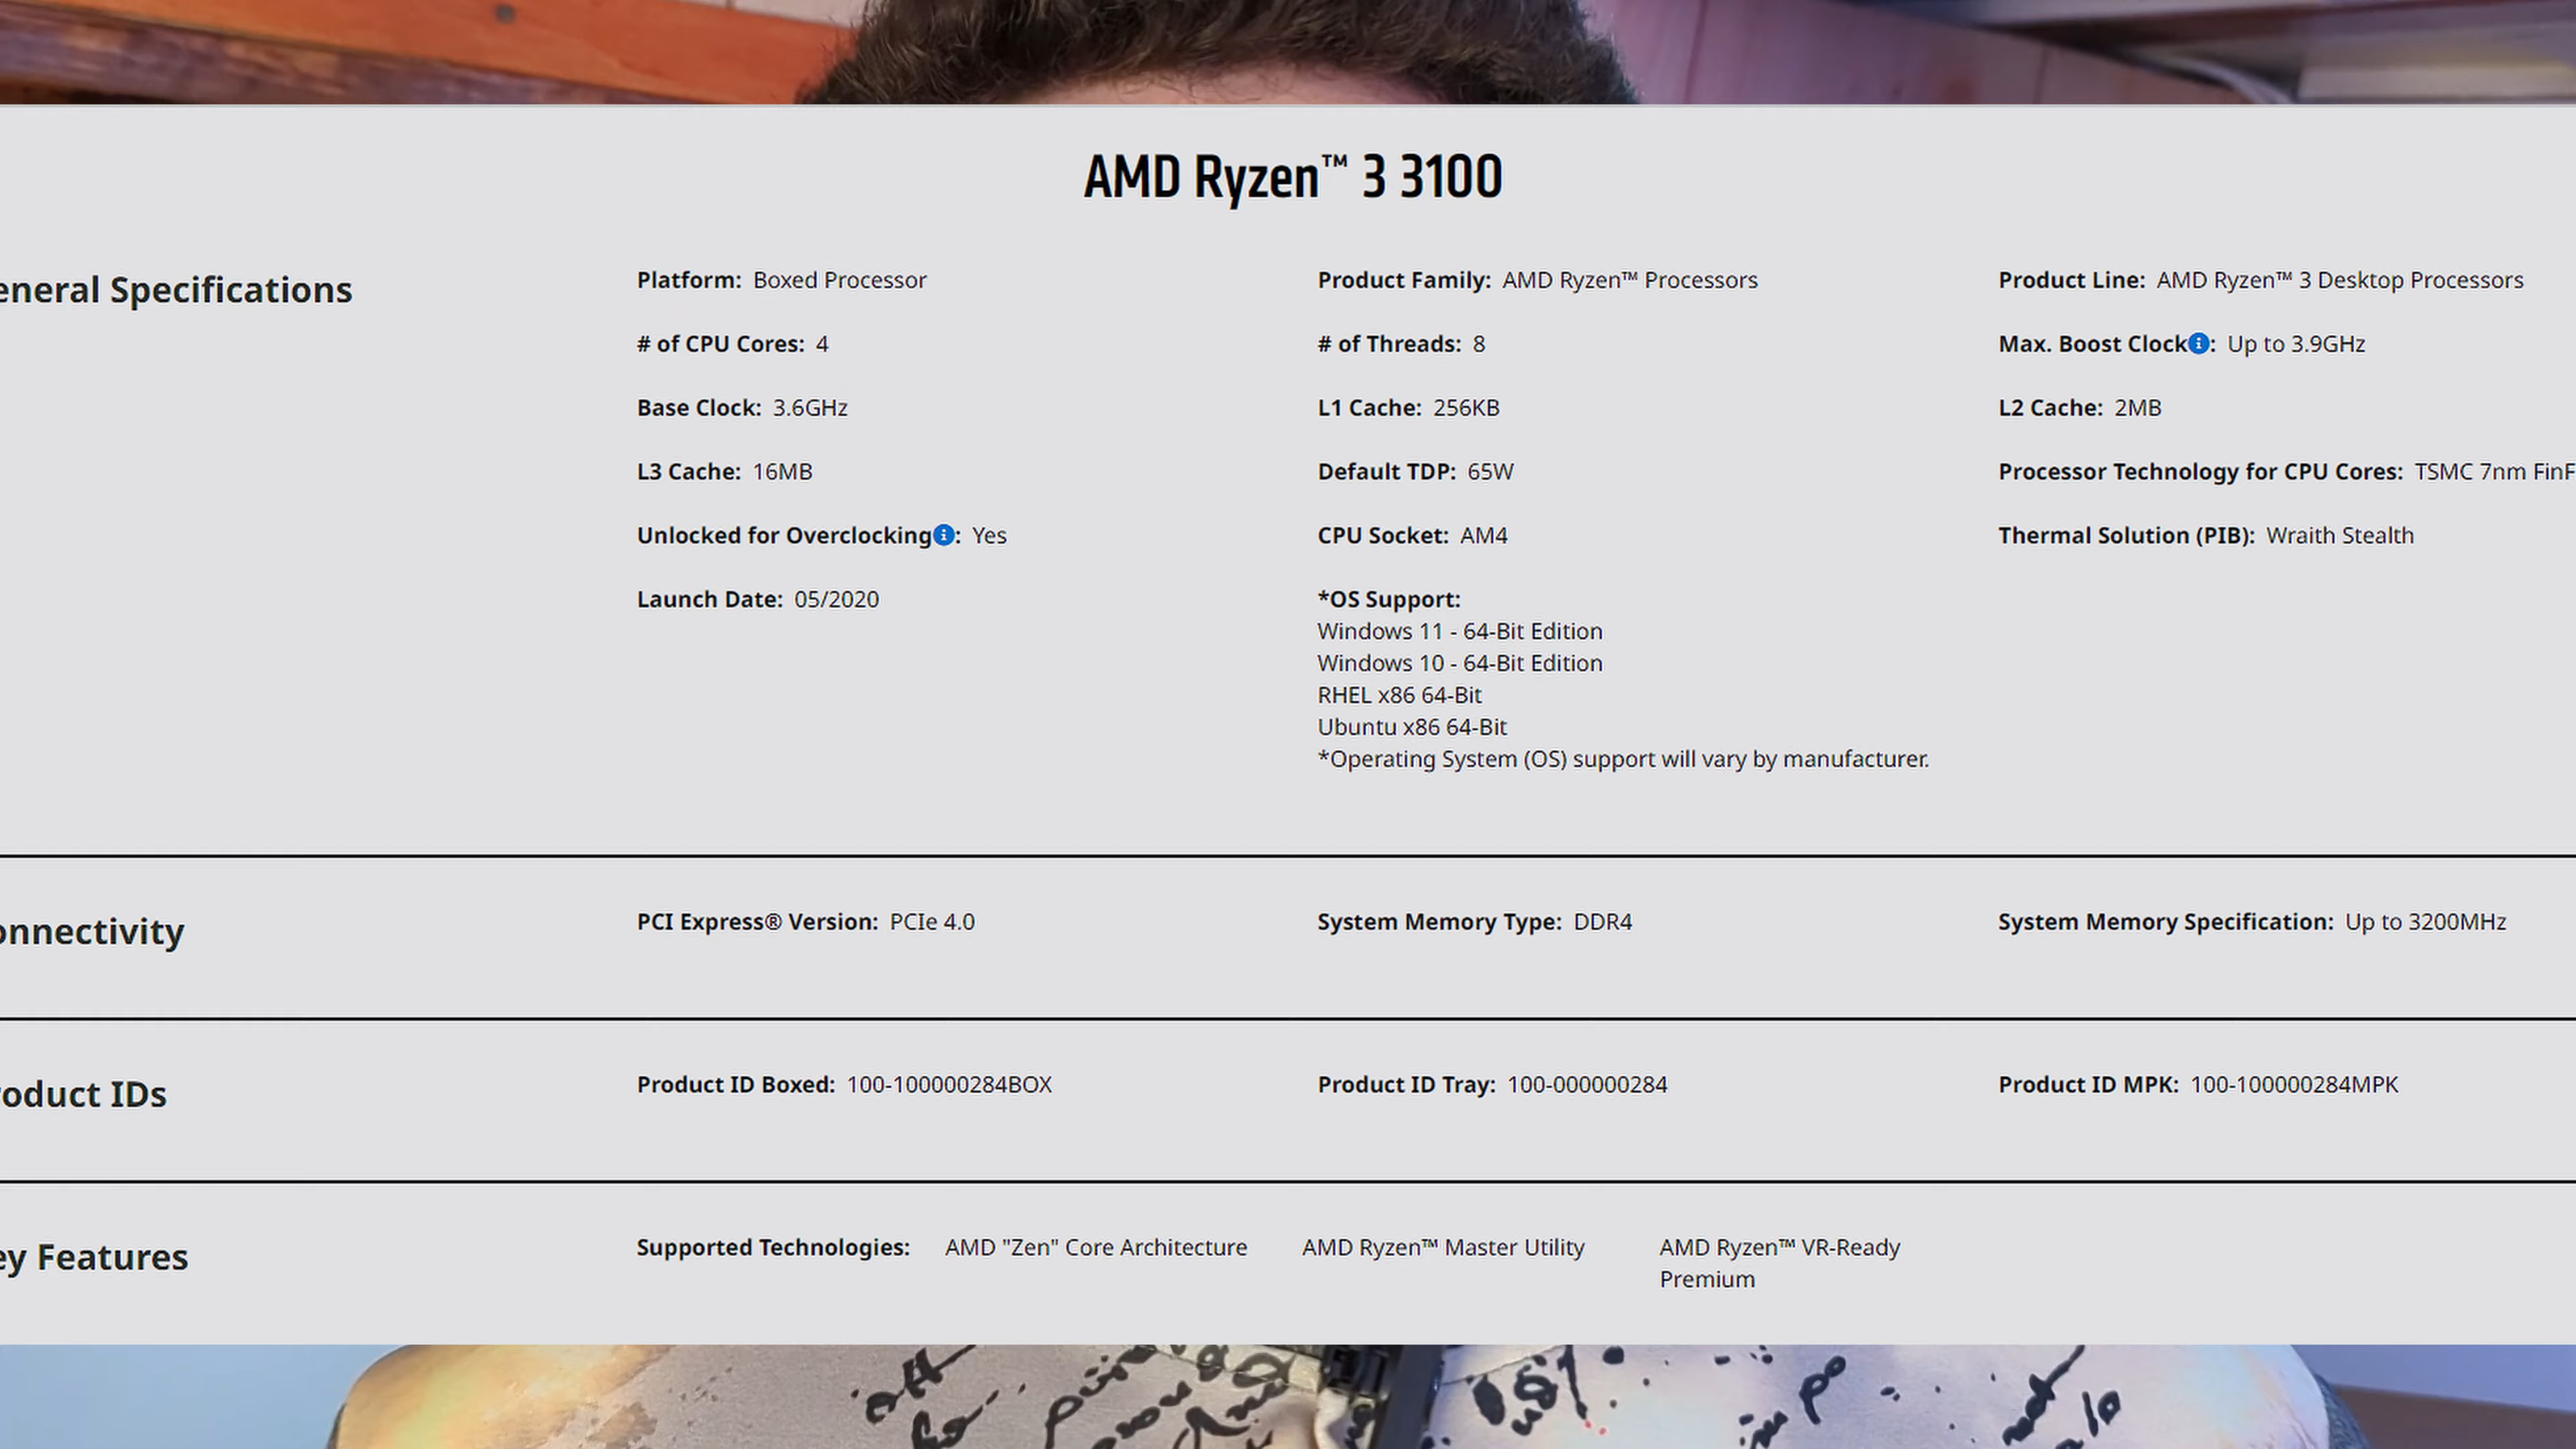 AMD Ryzen™ 3 3100
eneral Specifications
Platform: Boxed Processor
Product Family: AMD Ryzen™ Processors
Product Line: AMD Ryzen™ 3 Desktop Processors
# of CPU Cores: 4
# of Threads: 8
Max. Boost Clock: Up to 3.9GHz
Base Clock: 3.6GHz
L1 Cache: 256KB
L2 Cache: 2MB
L3 Cache: 16MB
Default TDP: 65W
Processor Technology for CPU Cores: TSMC 7nm FinF
Unlocked for Overclocking: Yes
CPU Socket: AM4
Thermal Solution (PIB): Wraith Stealth
Launch Date: 05/2020
*OS Support:
Windows 11 - 64-Bit Edition
Windows 10 - 64-Bit Edition
RHEL x86 64-Bit
Ubuntu x86 64-Bit
*Operating System (OS) support will vary by manufacturer.
onnectivity
PCI Express® Version: PCIe 4.0
System Memory Type: DDR4
System Memory Specification: Up to 3200MHz
roduct IDs
Product ID Boxed: 100-100000284BOX
Product ID Tray: 100-000000284
Product ID MPK: 100-100000284MPK
ey Features
Supported Technologies:
AMD "Zen" Core Architecture
AMD Ryzen™ Master Utility
AMD Ryzen™ VR-Ready
Premium